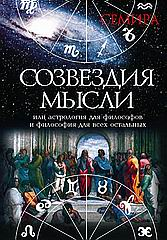 СЕМИРА
СОЗВЕЗДИЯ
МЫСЛИ
или астрология для философов
и философия для всех остальных